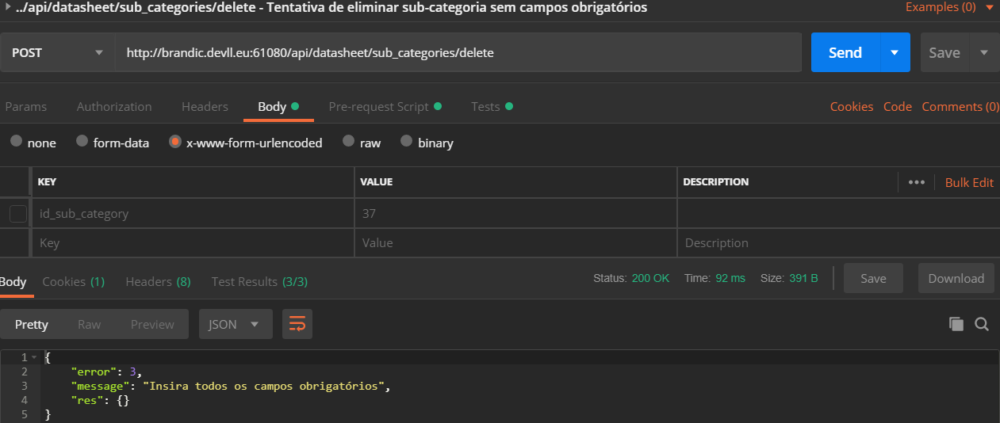 ../api/datasheet/sub_categories/delete - Tentativa de eliminar sub-categoria sem campos obrigatórios Examples (0)
POST http://brandic.devll.eu:61080/api/datasheet/sub_categories/delete Send Save
Params Authorization Headers Body Pre-request Script Tests Cookies Code Comments (0)
none form-data x-www-form-urlencoded raw binary
KEY VALUE DESCRIPTION ••• Bulk Edit
id_sub_category 37
Key Value Description
Body Cookies (1) Headers (8) Test Results (3/3) Status: 200 OK Time: 92 ms Size: 391 B Save Download
Pretty Raw Preview JSON
1 {
2 "error": 3,
3 "message": "Insira todos os campos obrigatórios",
4 "res": {}
5 }